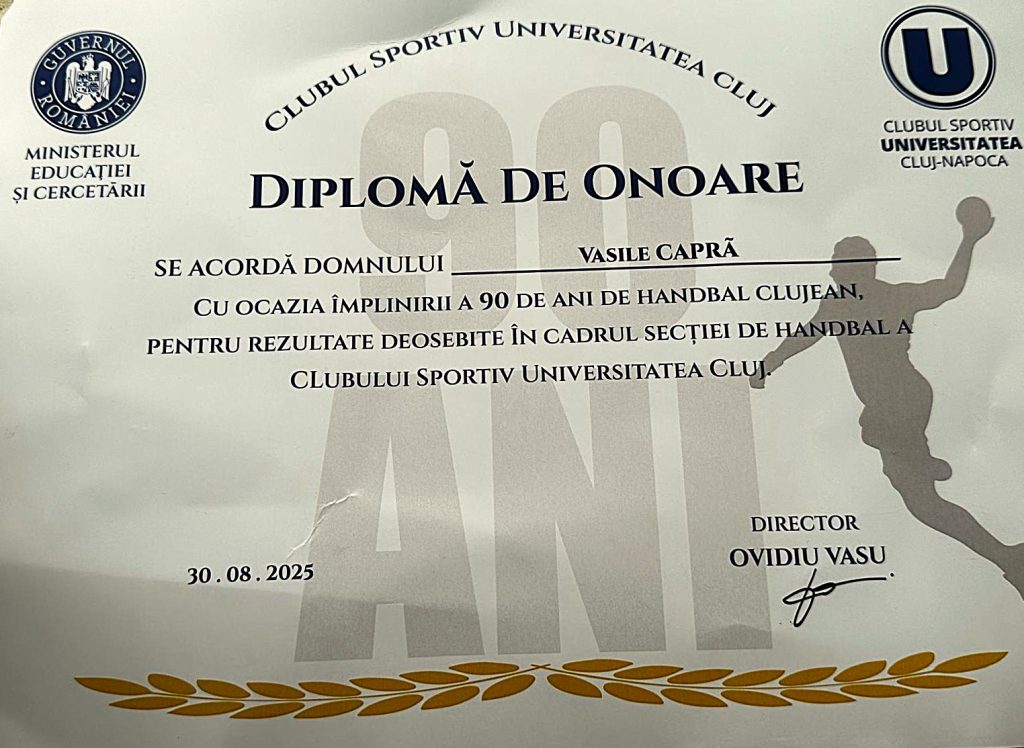 CLUBUL SPORTIV UNIVERSITATEA CLUJ
GUVERNUL ROMÂNIEI
MINISTERUL
EDUCAȚIEI
ȘI CERCETĂRII
U
CLUBUL SPORTIV
UNIVERSITATEA
CLUJ-NAPOCA
90
ANI
DIPLOMĂ DE ONOARE
SE ACORDĂ DOMNULUI VASILE CAPRÃ
CU OCAZIA ÎMPLINIRII A 90 DE ANI DE HANDBAL CLUJEAN,
PENTRU REZULTATE DEOSEBITE ÎN CADRUL SECȚIEI DE HANDBAL A
CLUBULUI SPORTIV UNIVERSITATEA CLUJ.
30.08.2025
DIRECTOR
OVIDIU VASU